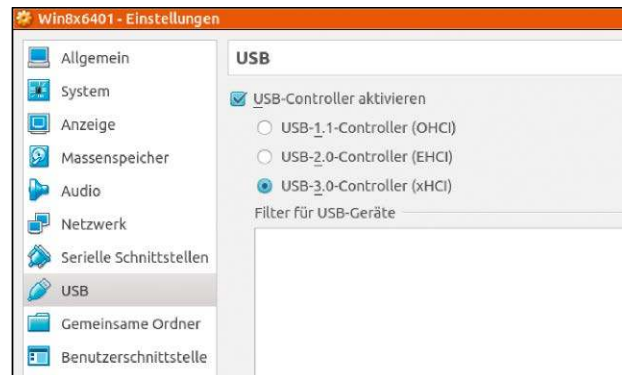 Win8x6401 - Einstellungen
Allgemein
System
Anzeige
Massenspeicher
Audio
Netzwerk
Serielle Schnittstellen
USB
Gemeinsame Ordner
Benutzerschnittstelle
USB
USB-Controller aktivieren
USB-1.1-Controller (OHCI)
USB-2.0-Controller (EHCI)
USB-3.0-Controller (xHCI)
Filter für USB-Geräte